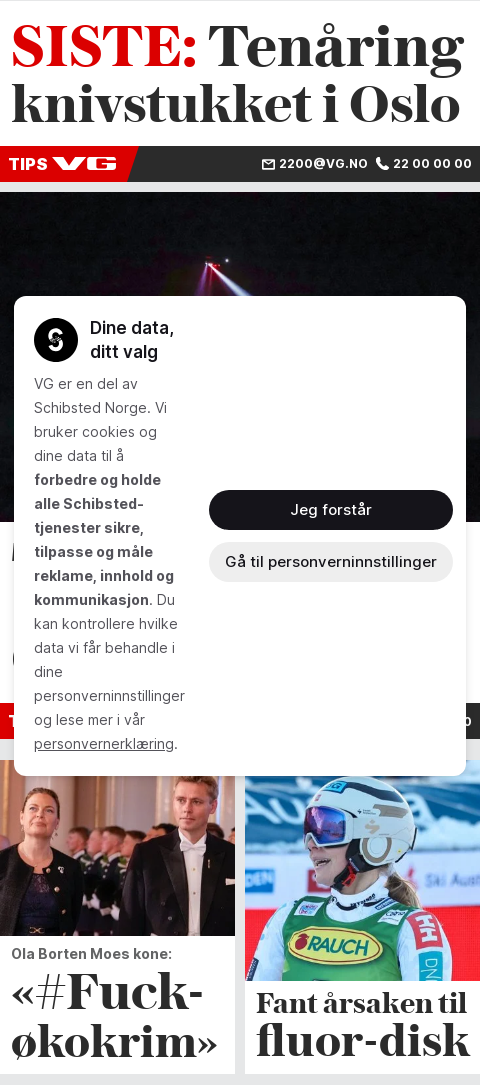 SISTE: Tenåring
knivstukket i Oslo
TIPS VG
2200@VG.NO 22 00 00 00
Dine data,
ditt valg
VG er en del av
Schibsted Norge. Vi
bruker cookies og
dine data til å
forbedre og holde
alle Schibsted-
tjenester sikre,
tilpasse og måle
reklame, innhold og
kommunikasjon. Du
kan kontrollere hvilke
data vi får behandle i
dine
personverninnstillinger
og lese mer i vår
personvernerklæring.
Jeg forstår
Gå til personverninnstillinger
Ski Aust
RAUCH
Ola Borten Moes kone:
«#Fuck-
økokrim»
Fant årsaken til
fluor-disk